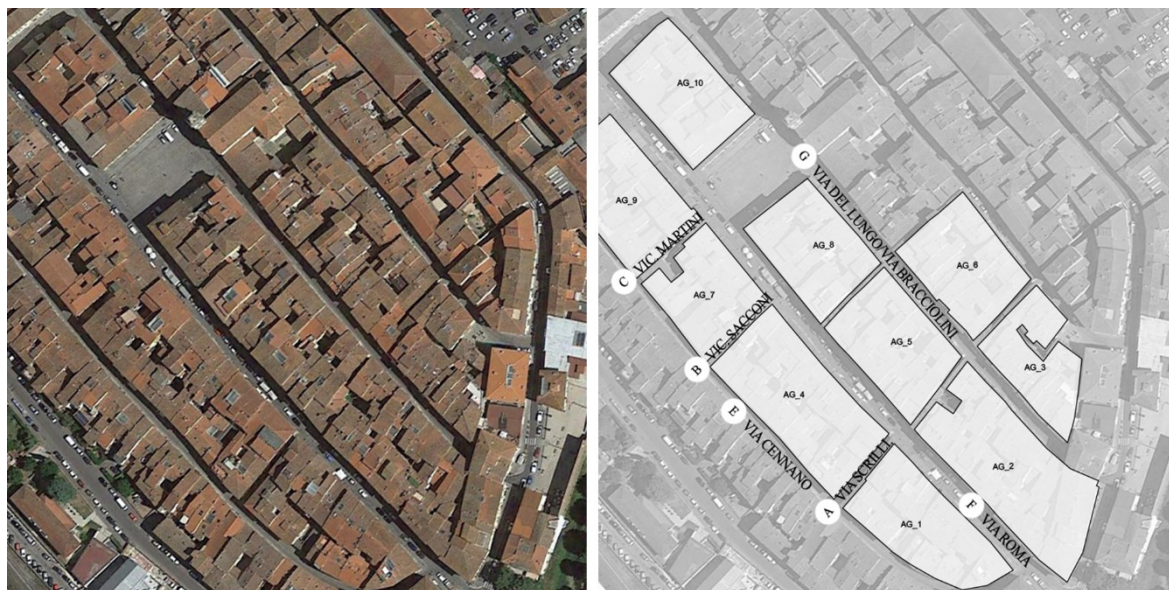 AG_10
G
AG_9
VIA DEL LUNGO/VIA BRACCIOLINI
VIC. MARTINI
AG_8
AG_6
C
AG_7
VIC. SACCONI
AG_5
B
AG_3
AG_4
E
VIA CENNANO
VIA SCRILLI
AG_2
F
A
AG_1
VIA ROMA